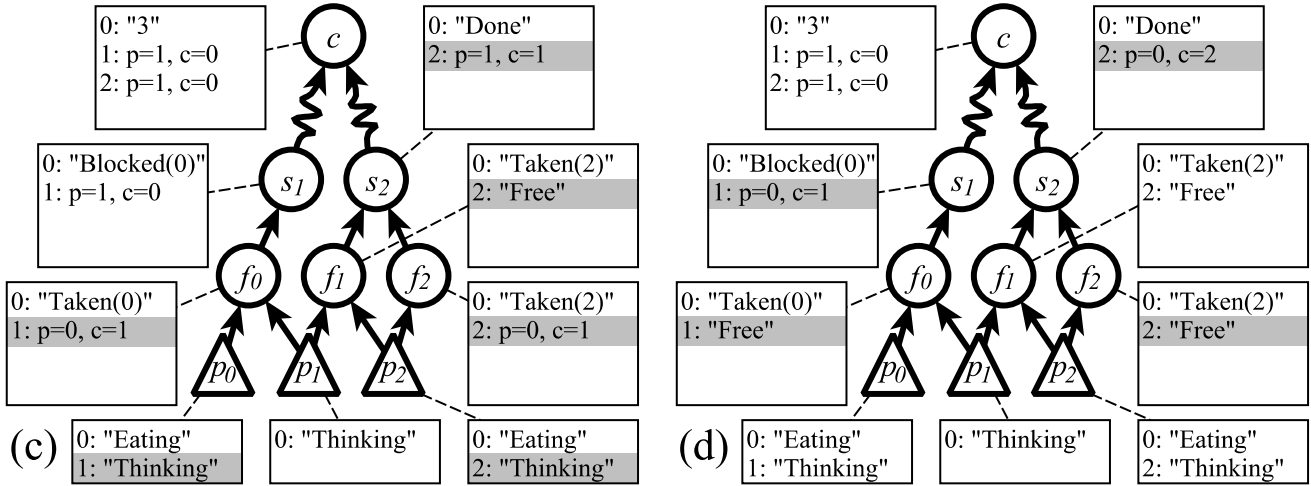 0: "3"
1: p=1, c=0
2: p=1, c=0
c
0: "Done"
2: p=1, c=1
0: "Blocked(0)"
1: p=1, c=0
s1
s2
0: "Taken(2)"
2: "Free"
0: "Taken(0)"
1: p=0, c=1
f0
f1
f2
0: "Taken(2)"
2: p=0, c=1
p0
p1
p2
(c)
0: "Eating"
1: "Thinking"
0: "Thinking"
0: "Eating"
2: "Thinking"
0: "3"
1: p=1, c=0
2: p=1, c=0
c
0: "Done"
2: p=0, c=2
0: "Blocked(0)"
1: p=0, c=1
s1
s2
0: "Taken(2)"
2: "Free"
0: "Taken(0)"
1: "Free"
f0
f1
f2
0: "Taken(2)"
2: "Free"
p0
p1
p2
(d)
0: "Eating"
1: "Thinking"
0: "Thinking"
0: "Eating"
2: "Thinking"